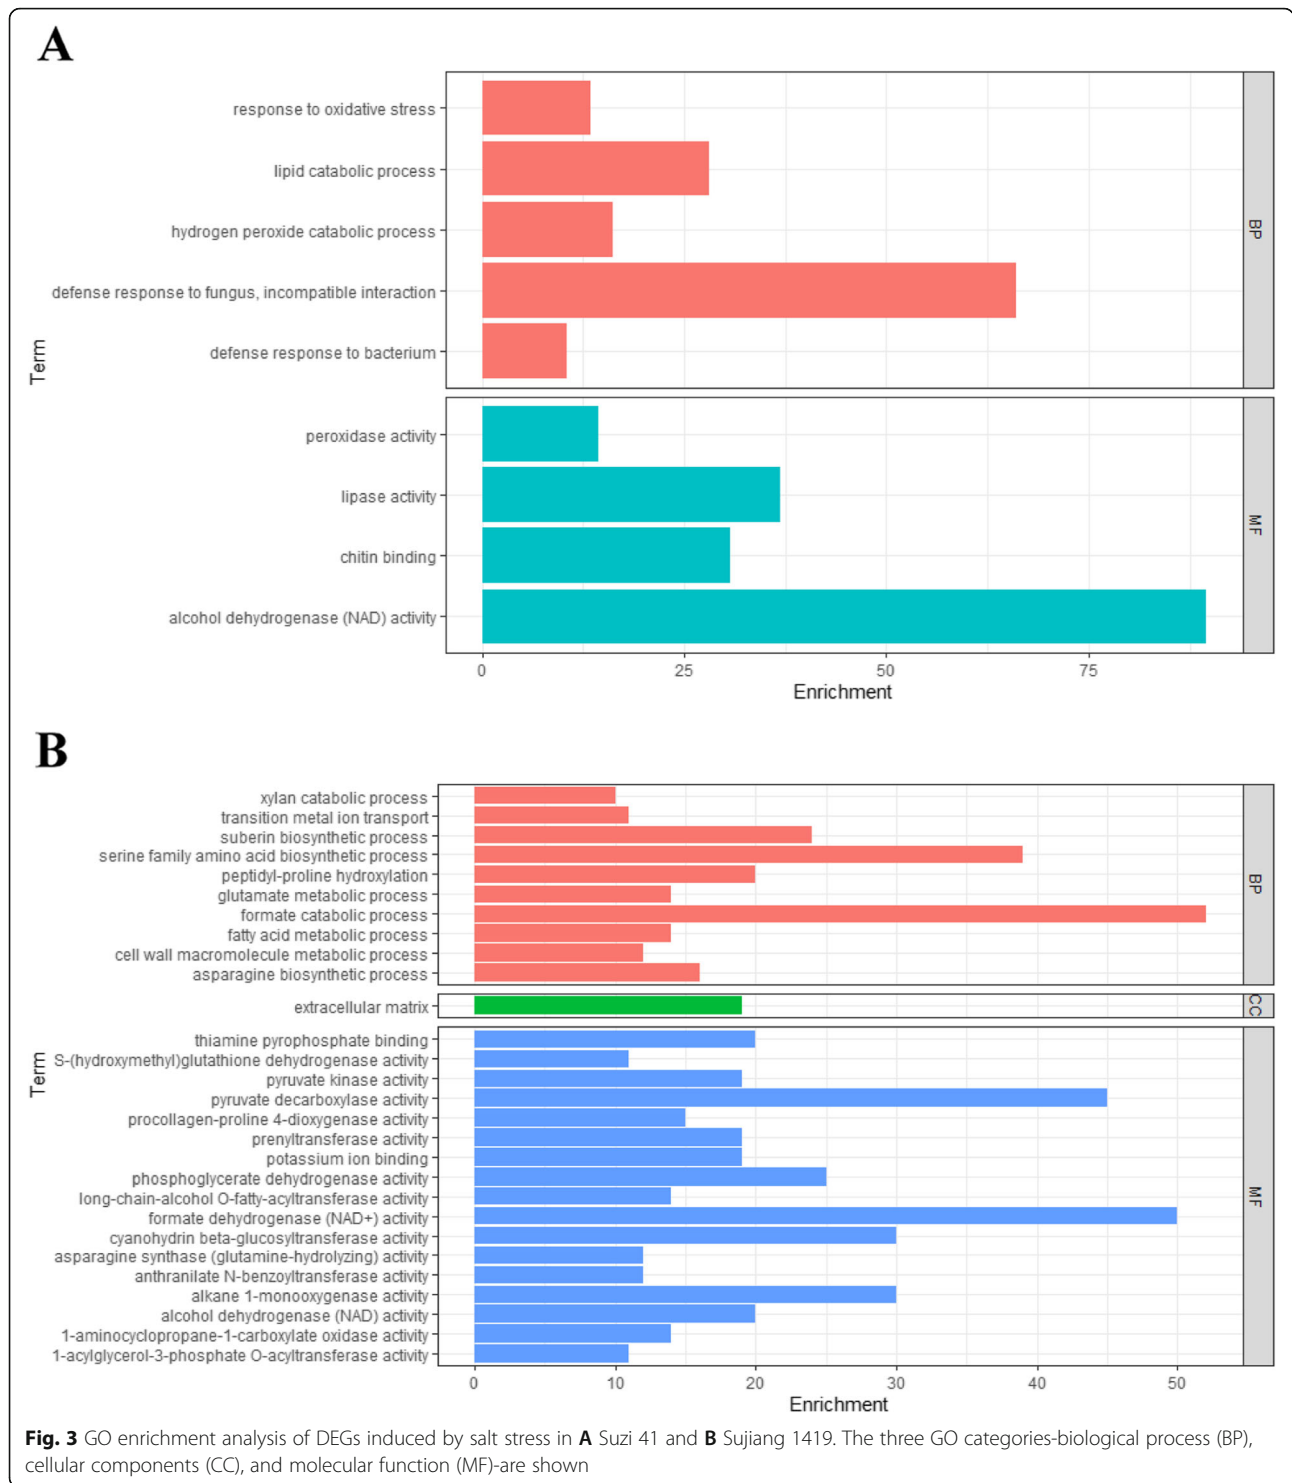 A
response to oxidative stress
lipid catabolic process
hydrogen peroxide catabolic process
defense response to fungus, incompatible interaction
defense response to bacterium
BP
Term
peroxidase activity
lipase activity
chitin binding
alcohol dehydrogenase (NAD) activity
MF
0 25 50 75
Enrichment
B
xylan catabolic process
transition metal ion transport
suberin biosynthetic process
serine family amino acid biosynthetic process
peptidyl-proline hydroxylation
glutamate metabolic process
formate catabolic process
fatty acid metabolic process
cell wall macromolecule metabolic process
asparagine biosynthetic process
BP
extracellular matrix
CC
Term
thiamine pyrophosphate binding
S-(hydroxymethyl)glutathione dehydrogenase activity
pyruvate kinase activity
pyruvate decarboxylase activity
procollagen-proline 4-dioxygenase activity
prenyltransferase activity
potassium ion binding
phosphoglycerate dehydrogenase activity
long-chain-alcohol O-fatty-acyltransferase activity
formate dehydrogenase (NAD+) activity
cyanohydrin beta-glucosyltransferase activity
asparagine synthase (glutamine-hydrolyzing) activity
anthranilate N-benzoyltransferase activity
alkane 1-monooxygenase activity
alcohol dehydrogenase (NAD) activity
1-aminocyclopropane-1-carboxylate oxidase activity
1-acylglycerol-3-phosphate O-acyltransferase activity
MF
0 10 20 30 40 50
Enrichment
Fig. 3 GO enrichment analysis of DEGs induced by salt stress in A Suzi 41 and B Sujiang 1419. The three GO categories-biological process (BP),
cellular components (CC), and molecular function (MF)-are shown